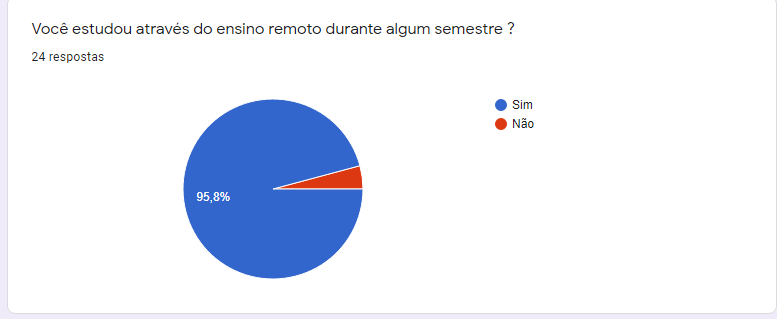 Você estudou através do ensino remoto durante algum semestre ?
24 respostas
Sim
Não
95,8%